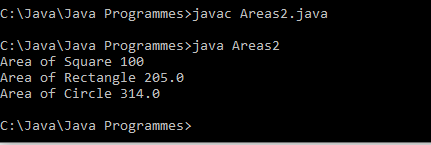 C:\Java\Java Programmes>javac Areas2.java
C:\Java\Java Programmes>java Areas2
Area of Square 100
Area of Rectangle 205.0
Area of Circle 314.0
C:\Java\Java Programmes>